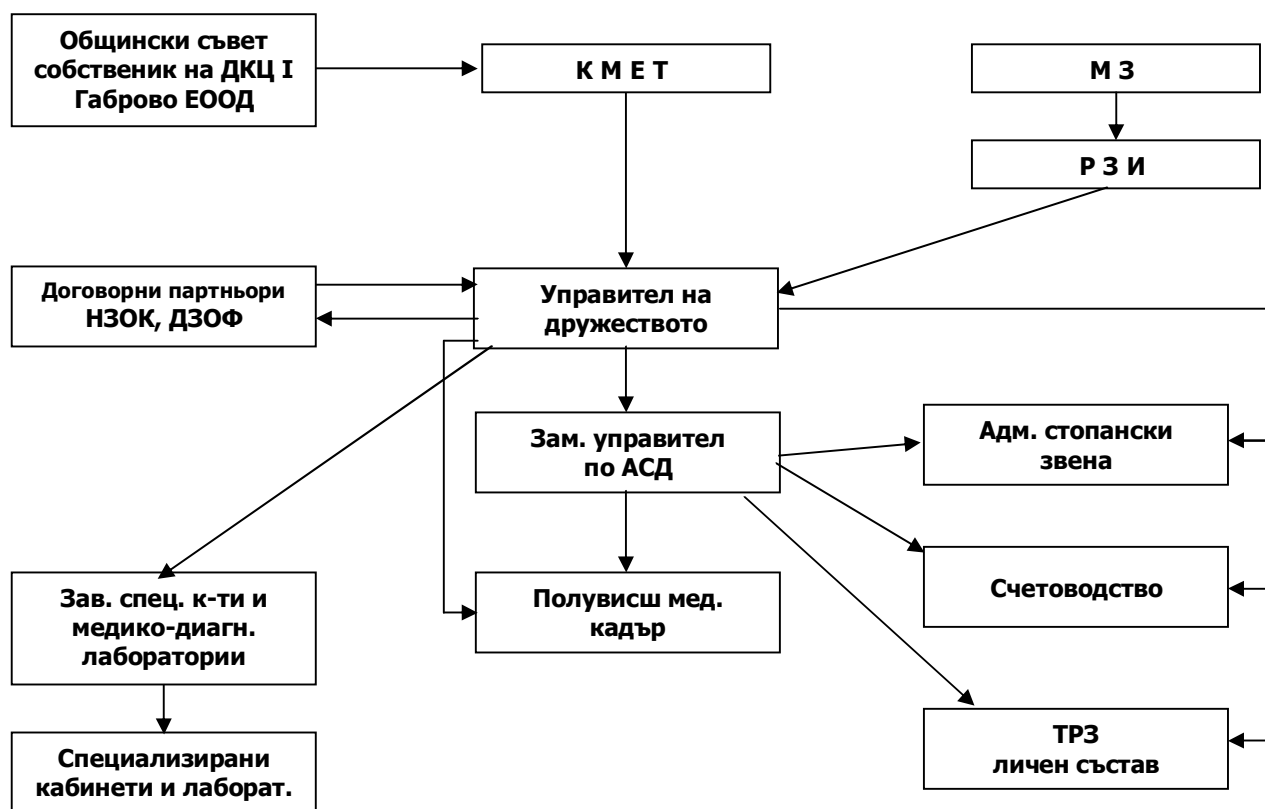 Общински съвет
собственик на ДКЦ I
Габрово ЕООД
К М Е Т
М З
Р З И
Договорни партньори
НЗОК, ДЗОФ
Управител на
дружеството
Зам. управител
по АСД
Адм. стопански
звена
Зав. спец. к-ти и
медико-диагн.
лаборатории
Полувисш мед.
кадър
Счетоводство
Специализирани
кабинети и лаборат.
ТРЗ
личен състав